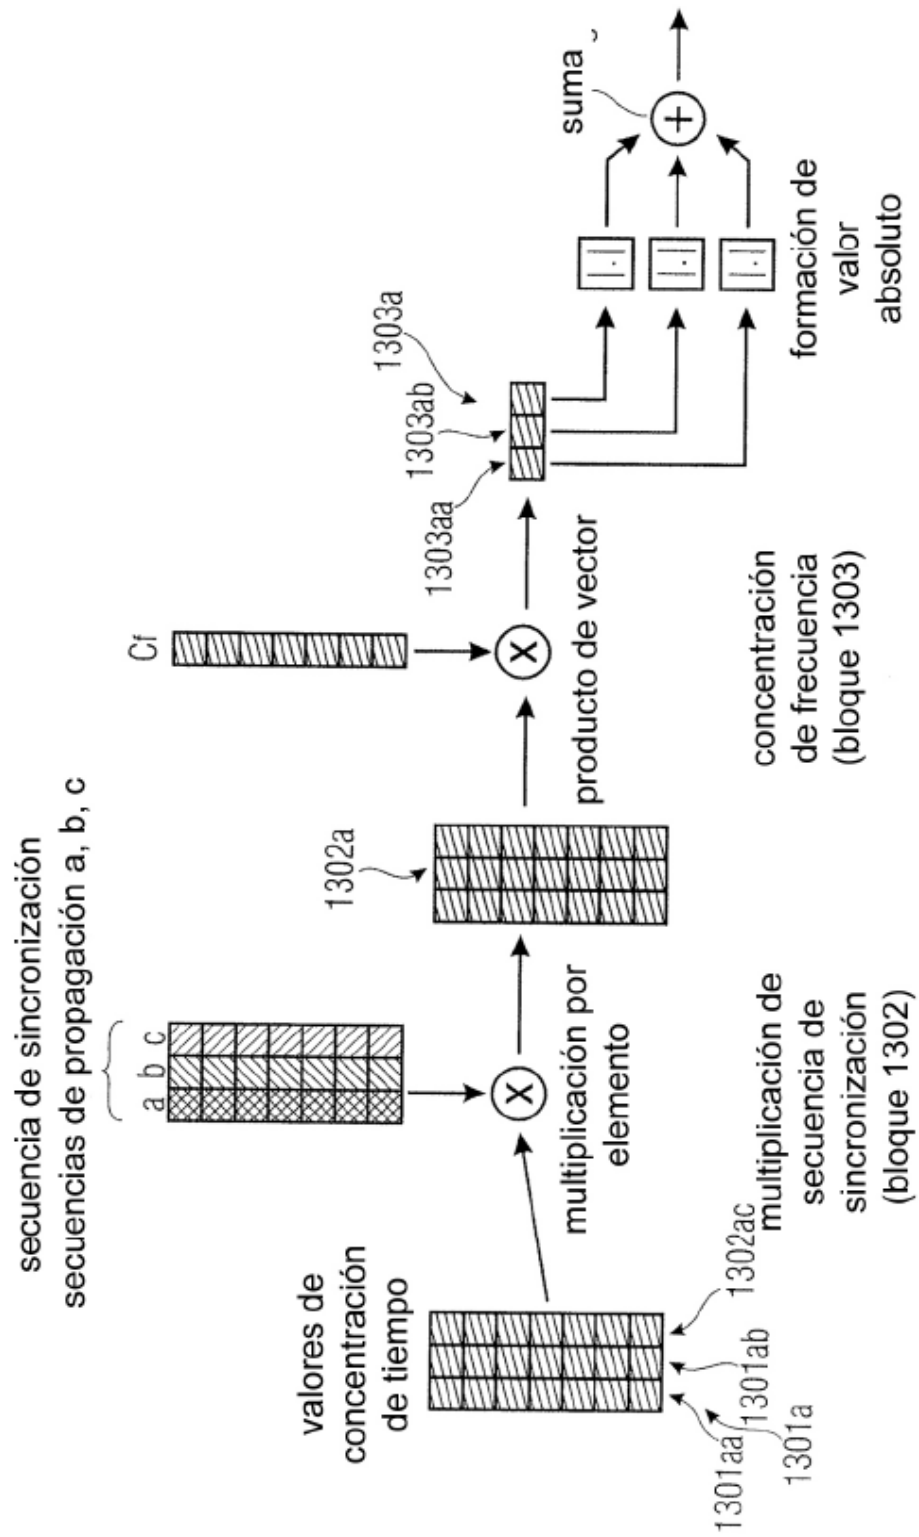 secuencia de sincronización
secuencias de propagación a, b, c
a b c
Cf
valores de
concentración
de tiempo
1301aa
1301ab
1302ac
1301a
multiplicación por
elemento
multiplicación de
secuencia de
sincronización
(bloque 1302)
1302a
producto de vector
concentración
de frecuencia
(bloque 1303)
1303aa
1303ab
1303a
|.|
|.|
|.|
formación de
valor
absoluto
suma